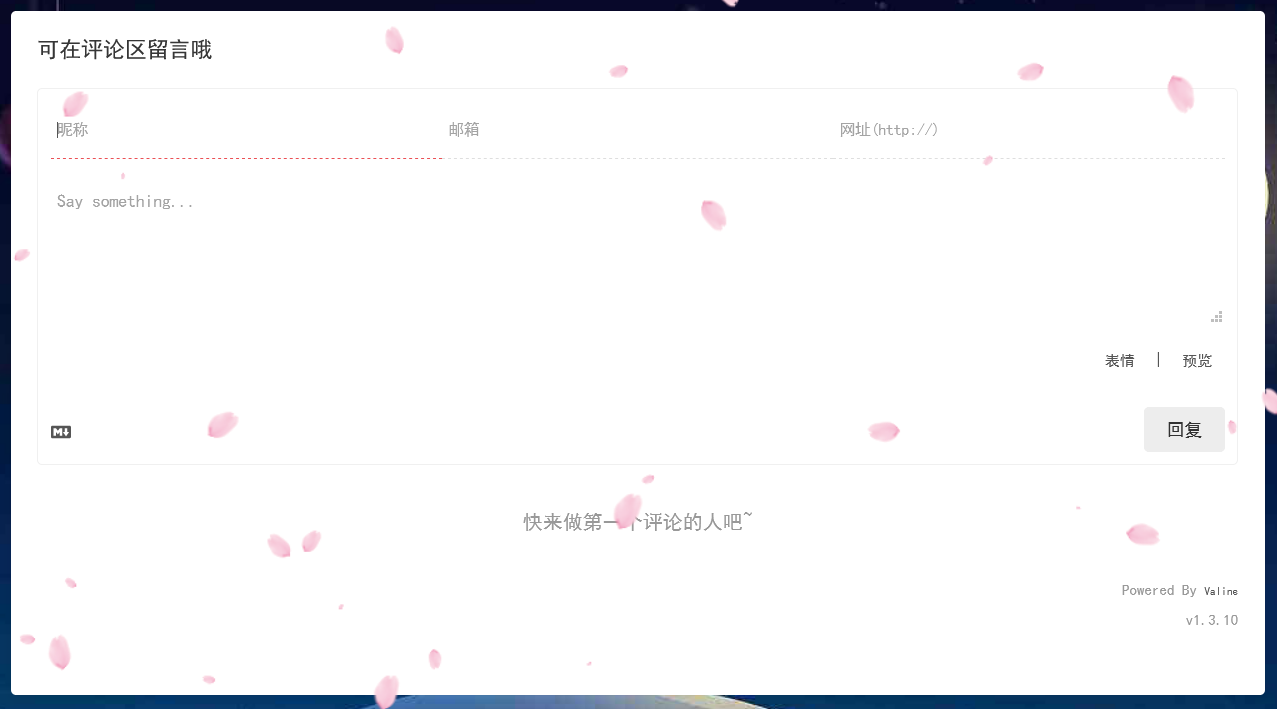 可在评论区留言哦
昵称 邮箱 网址(http://)
Say something...
表情 | 预览
M↓ 回复
快来做第一个评论的人吧~
Powered By Valine
v1.3.10